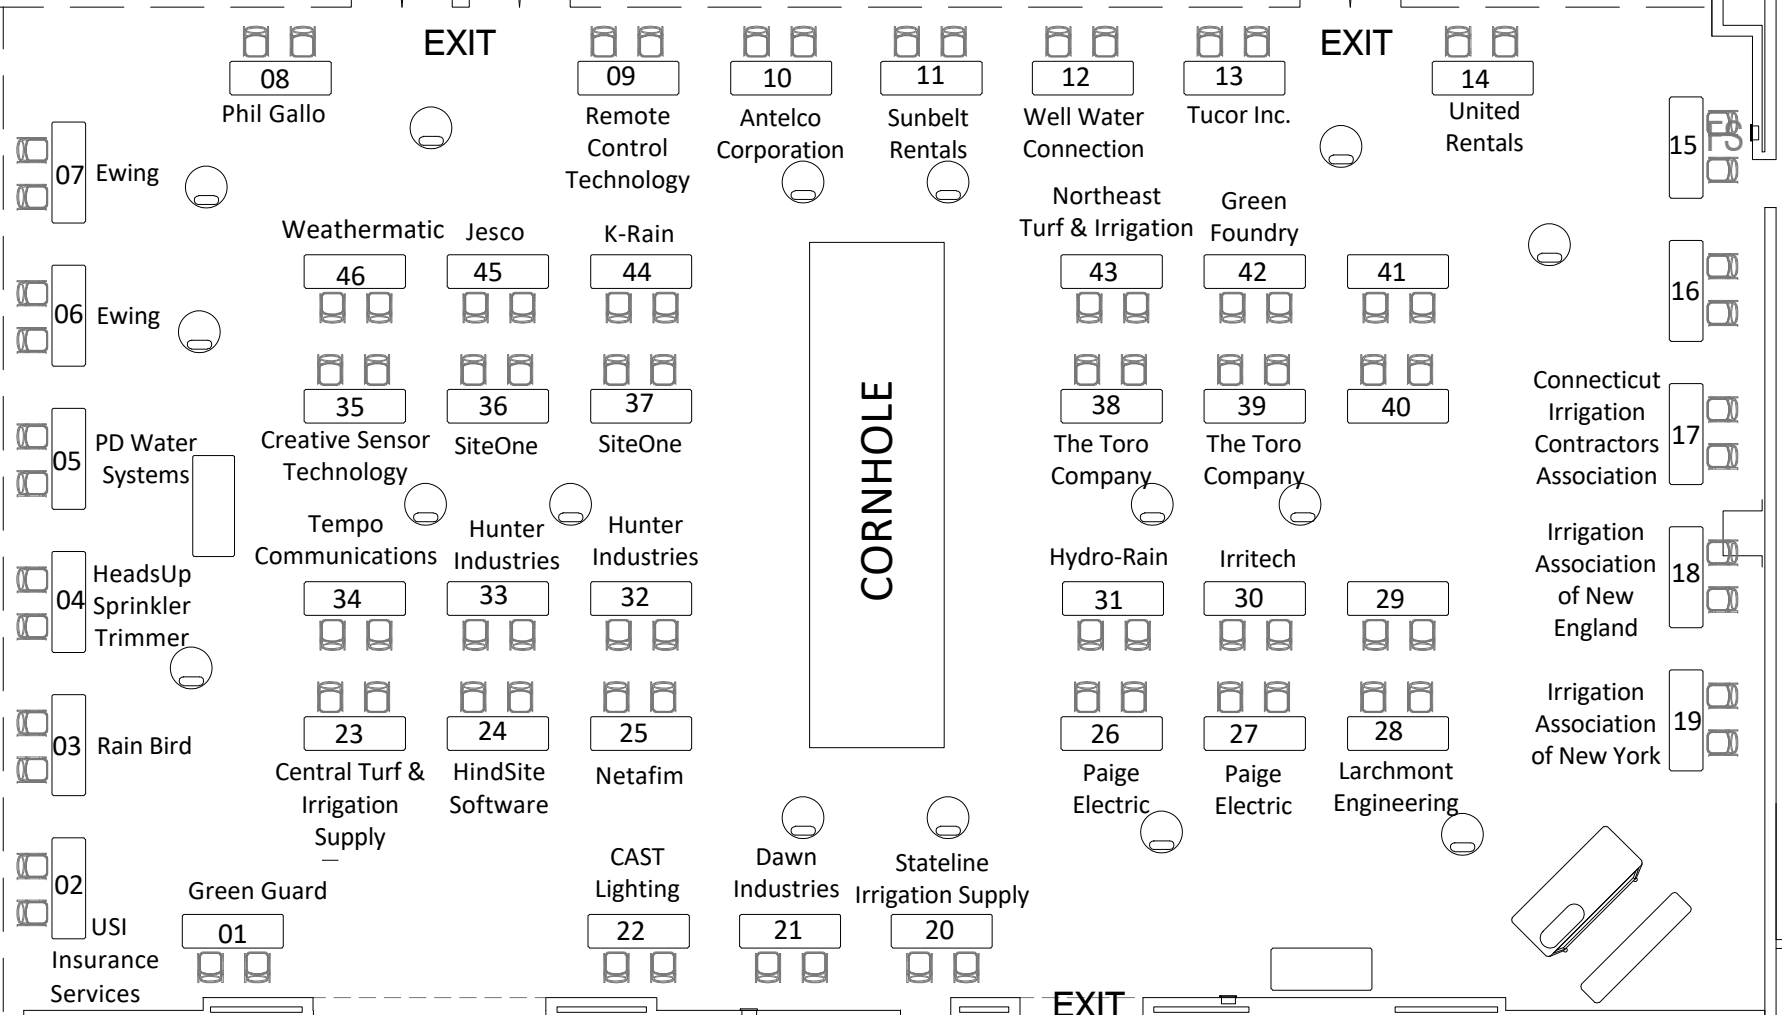 EXIT
EXIT
08
Phil Gallo
09
Remote
Control
Technology
10
Antelco
Corporation
11
Sunbelt
Rentals
12
Well Water
Connection
13
Tucor Inc.
14
United
Rentals
15
FS
07
Ewing
06
Ewing
05
PD Water
Systems
04
HeadsUp
Sprinkler
Trimmer
03
Rain Bird
02
USI
Insurance
Services
Green Guard
01
Weathermatic
46
Jesco
45
K-Rain
44
35
Creative Sensor
Technology
36
SiteOne
37
SiteOne
Tempo
Communications
34
Hunter
Industries
33
Hunter
Industries
32
23
Central Turf &
Irrigation
Supply
24
HindSite
Software
25
Netafim
CORNHOLE
Northeast
Turf & Irrigation
43
Green
Foundry
42
41
38
The Toro
Company
39
The Toro
Company
40
Hydro-Rain
31
Irritech
30
29
26
Paige
Electric
27
Paige
Electric
28
Larchmont
Engineering
16
Connecticut
Irrigation
Contractors
Association
17
Irrigation
Association
of New
England
18
Irrigation
Association
of New York
19
CAST
Lighting
22
Dawn
Industries
21
Stateline
Irrigation Supply
20
EXIT